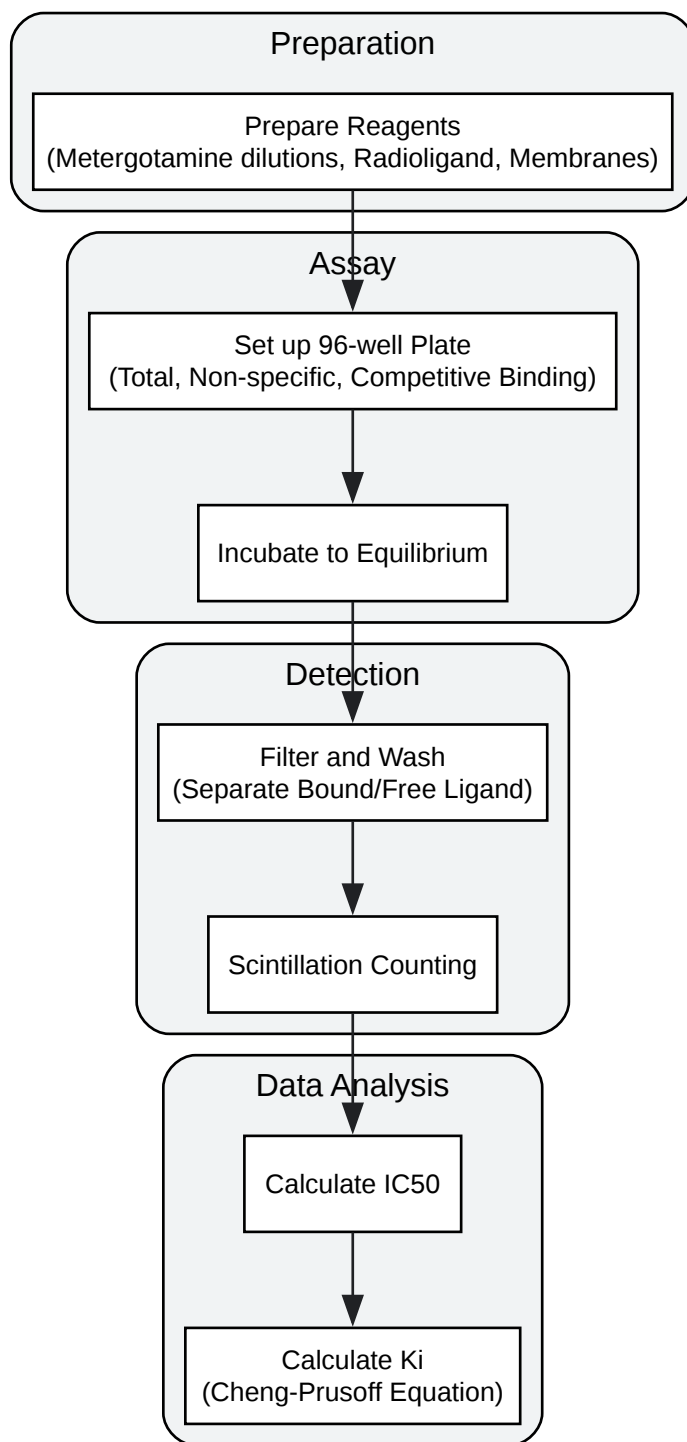 Preparation
Prepare Reagents
(Metergotamine dilutions, Radioligand, Membranes)
Assay
Set up 96-well Plate
(Total, Non-specific, Competitive Binding)
Incubate to Equilibrium
Detection
Filter and Wash
(Separate Bound/Free Ligand)
Scintillation Counting
Data Analysis
Calculate IC50
Calculate Ki
(Cheng-Prusoff Equation)